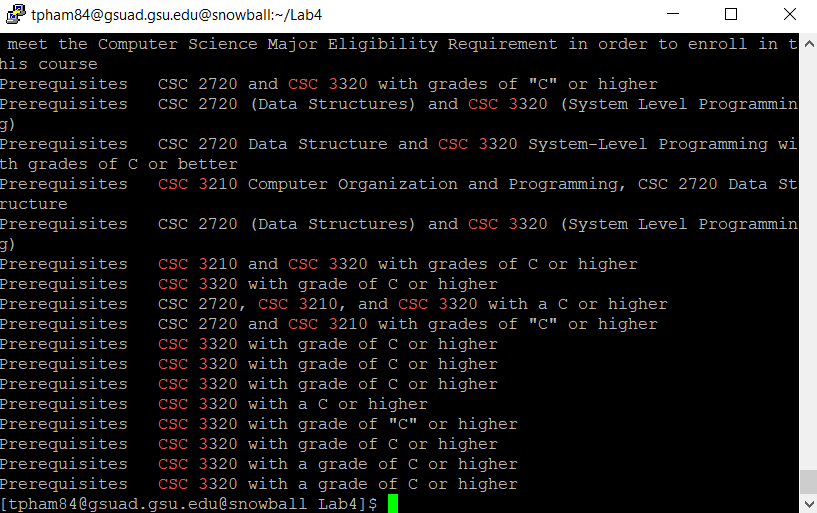 tpham84@gsuad.gsu.edu@snowball:~/Lab4
 meet the Computer Science Major Eligibility Requirement in order to enroll in t
his course
Prerequisites   CSC 2720 and CSC 3320 with grades of "C" or higher
Prerequisites   CSC 2720 (Data Structures) and CSC 3320 (System Level Programmin
g)
Prerequisites   CSC 2720 Data Structure and CSC 3320 System-Level Programming wi
th grades of C or better
Prerequisites   CSC 3210 Computer Organization and Programming, CSC 2720 Data St
ructure
Prerequisites   CSC 2720 (Data Structures) and CSC 3320 (System Level Programmin
g)
Prerequisites   CSC 3210 and CSC 3320 with grades of C or higher
Prerequisites   CSC 3320 with grade of C or higher
Prerequisites   CSC 2720, CSC 3210, and CSC 3320 with a C or higher
Prerequisites   CSC 2720 and CSC 3210 with grades of "C" or higher
Prerequisites   CSC 3320 with grade of C or higher
Prerequisites   CSC 3320 with grade of C or higher
Prerequisites   CSC 3320 with grade of C or higher
Prerequisites   CSC 3320 with a C or higher
Prerequisites   CSC 3320 with grade of "C" or higher
Prerequisites   CSC 3320 with grade of C or higher
Prerequisites   CSC 3320 with a grade of C or higher
Prerequisites   CSC 3320 with a grade of C or higher
[tpham84@gsuad.gsu.edu@snowball Lab4]$